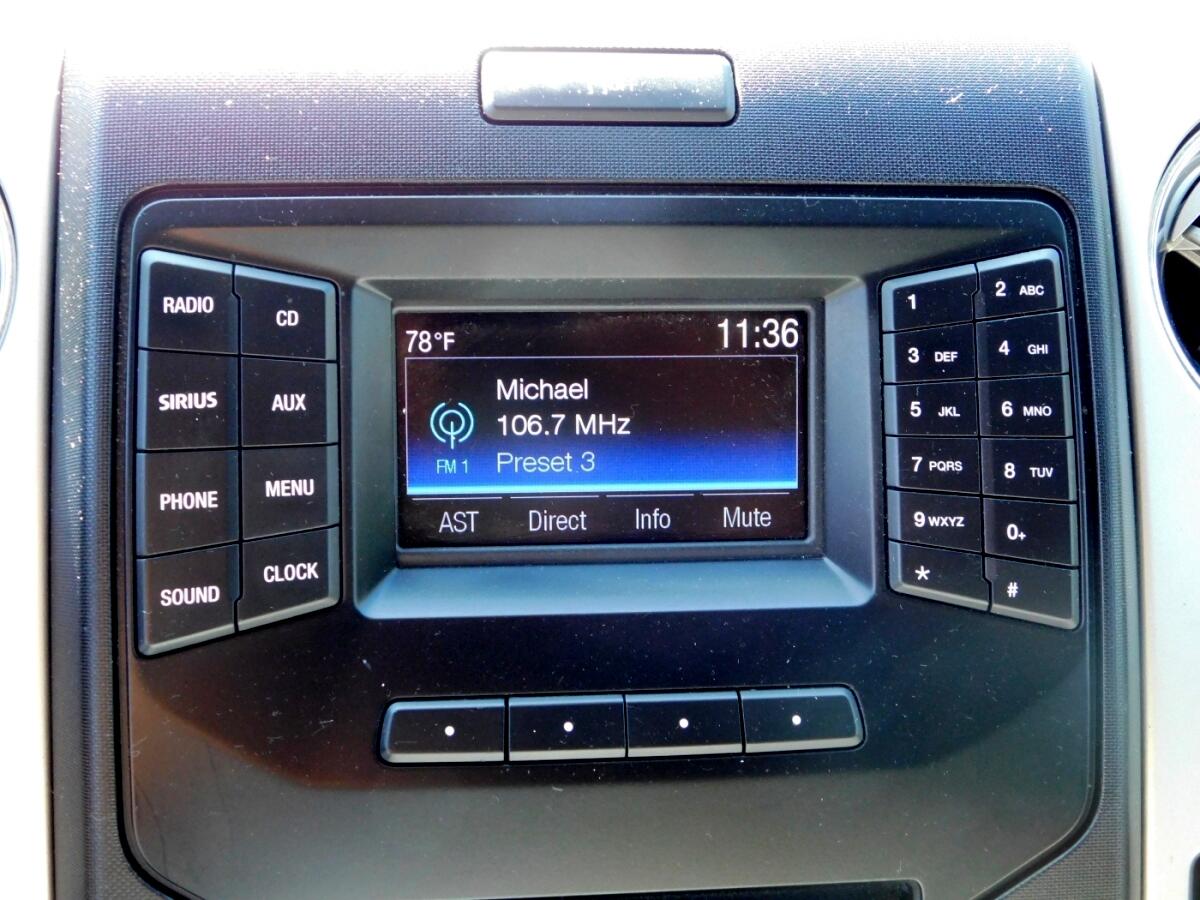 RADIO
CD
SIRIUS
AUX
PHONE
MENU
SOUND
CLOCK
78°F
11:36
Michael
106.7 MHz
FM 1
Preset 3
AST
Direct
Info
Mute
1
2 ABC
3 DEF
4 GHI
5 JKL
6 MNO
7 PQRS
8 TUV
9 WXYZ
0+
*
#